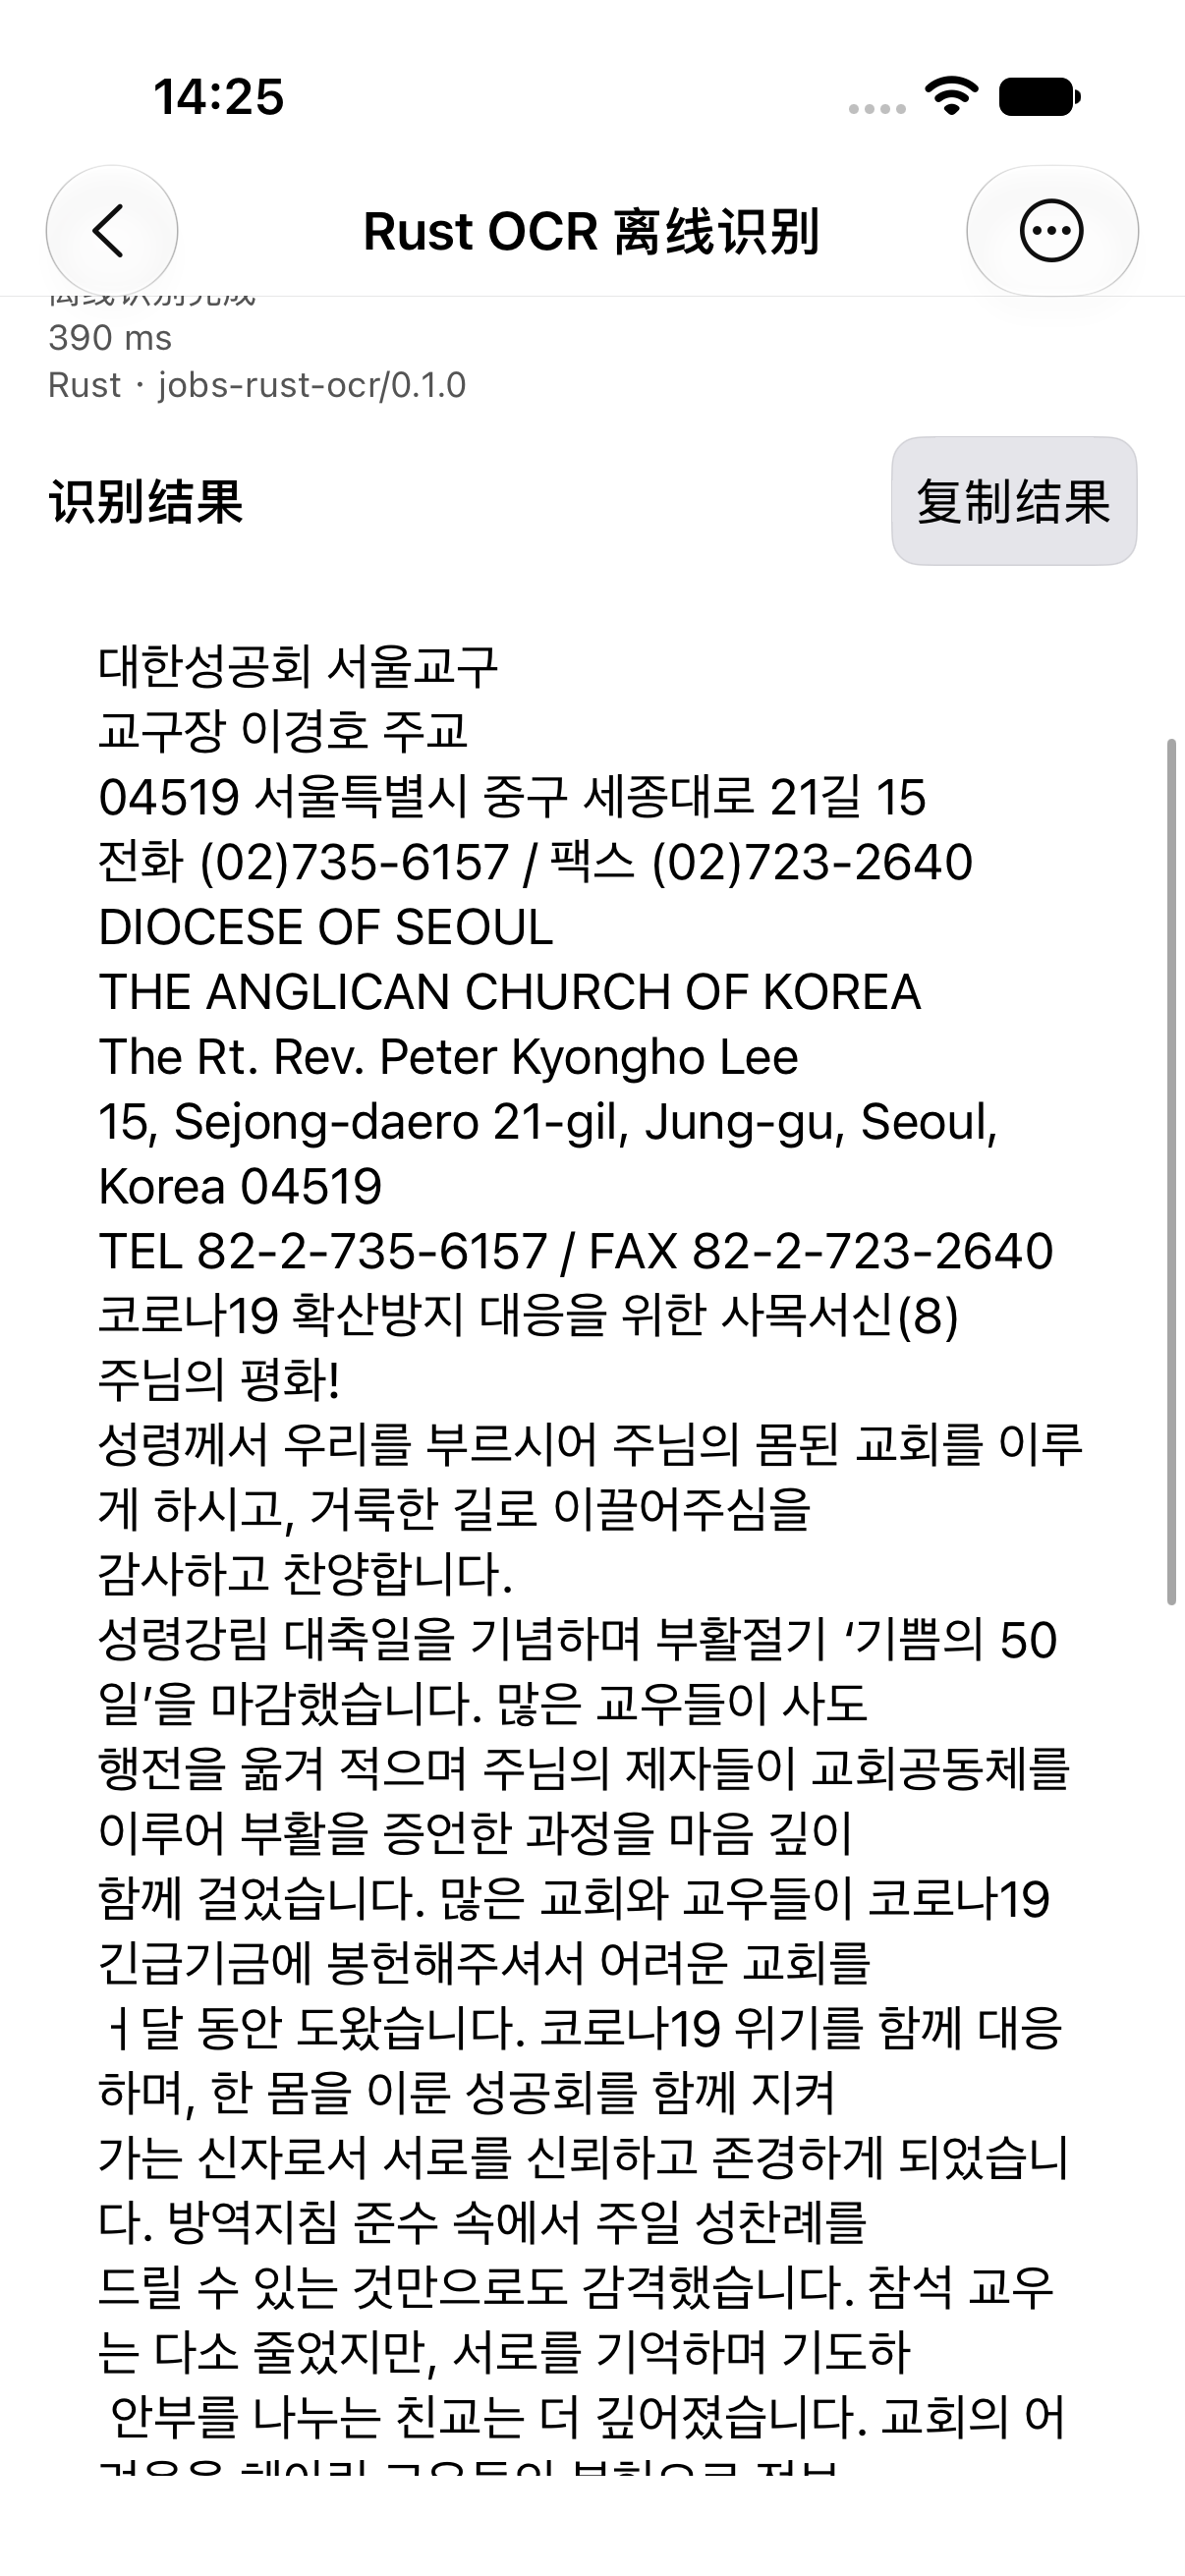 14:25
Rust OCR 离线识别
离线识别完成
390 ms
Rust · jobs-rust-ocr/0.1.0
识别结果
复制结果
대한성공회 서울교구
교구장 이경호 주교
04519 서울특별시 중구 세종대로 21길 15
전화 (02)735-6157 / 팩스 (02)723-2640
DIOCESE OF SEOUL
THE ANGLICAN CHURCH OF KOREA
The Rt. Rev. Peter Kyongho Lee
15, Sejong-daero 21-gil, Jung-gu, Seoul,
Korea 04519
TEL 82-2-735-6157 / FAX 82-2-723-2640
코로나19 확산방지 대응을 위한 사목서신(8)
주님의 평화!
성령께서 우리를 부르시어 주님의 몸된 교회를 이루
게 하시고, 거룩한 길로 이끌어주심을
감사하고 찬양합니다.
성령강림 대축일을 기념하며 부활절기 ‘기쁨의 50
일’을 마감했습니다. 많은 교우들이 사도
행전을 옮겨 적으며 주님의 제자들이 교회공동체를
이루어 부활을 증언한 과정을 마음 깊이
함께 걸었습니다. 많은 교회와 교우들이 코로나19
긴급기금에 봉헌해주셔서 어려운 교회를
ㅓ달 동안 도왔습니다. 코로나19 위기를 함께 대응
하며, 한 몸을 이룬 성공회를 함께 지켜
가는 신자로서 서로를 신뢰하고 존경하게 되었습니
다. 방역지침 준수 속에서 주일 성찬례를
드릴 수 있는 것만으로도 감격했습니다. 참석 교우
는 다소 줄었지만, 서로를 기억하며 기도하
안부를 나누는 친교는 더 깊어졌습니다. 교회의 어